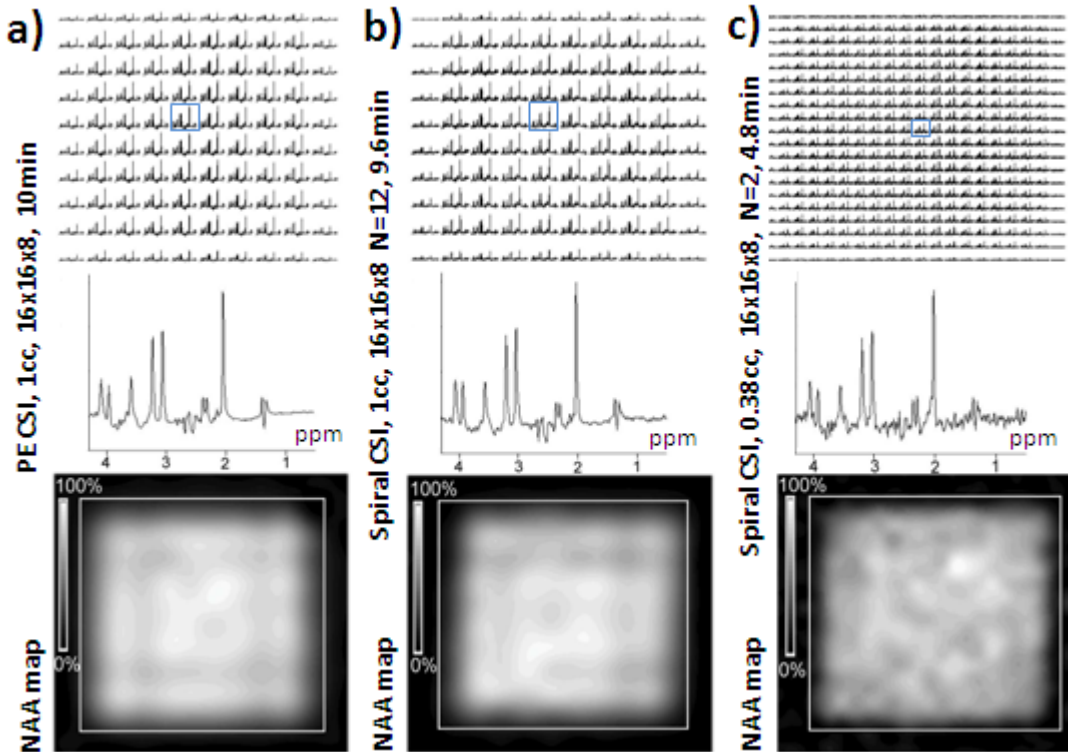 a)
PE CSI, 1cc, 16x16x8, 10min
4 3 2 1
ppm
NAA map
100%
0%
b)
Spiral CSI, 1cc, 16x16x8 N=12, 9.6min
4 3 2 1
ppm
NAA map
100%
0%
c)
Spiral CSI, 0.38cc, 16x16x8, N=2, 4.8min
4 3 2 1
ppm
NAA map
100%
0%